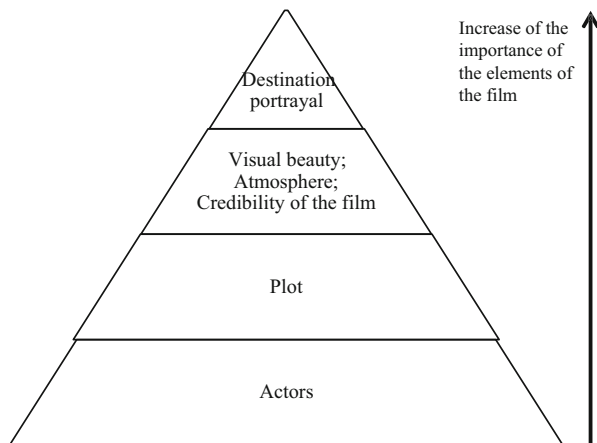 Increase of the
importance of
the elements of
the film
Destination
portrayal
Visual beauty;
Atmosphere;
Credibility of the film
Plot
Actors